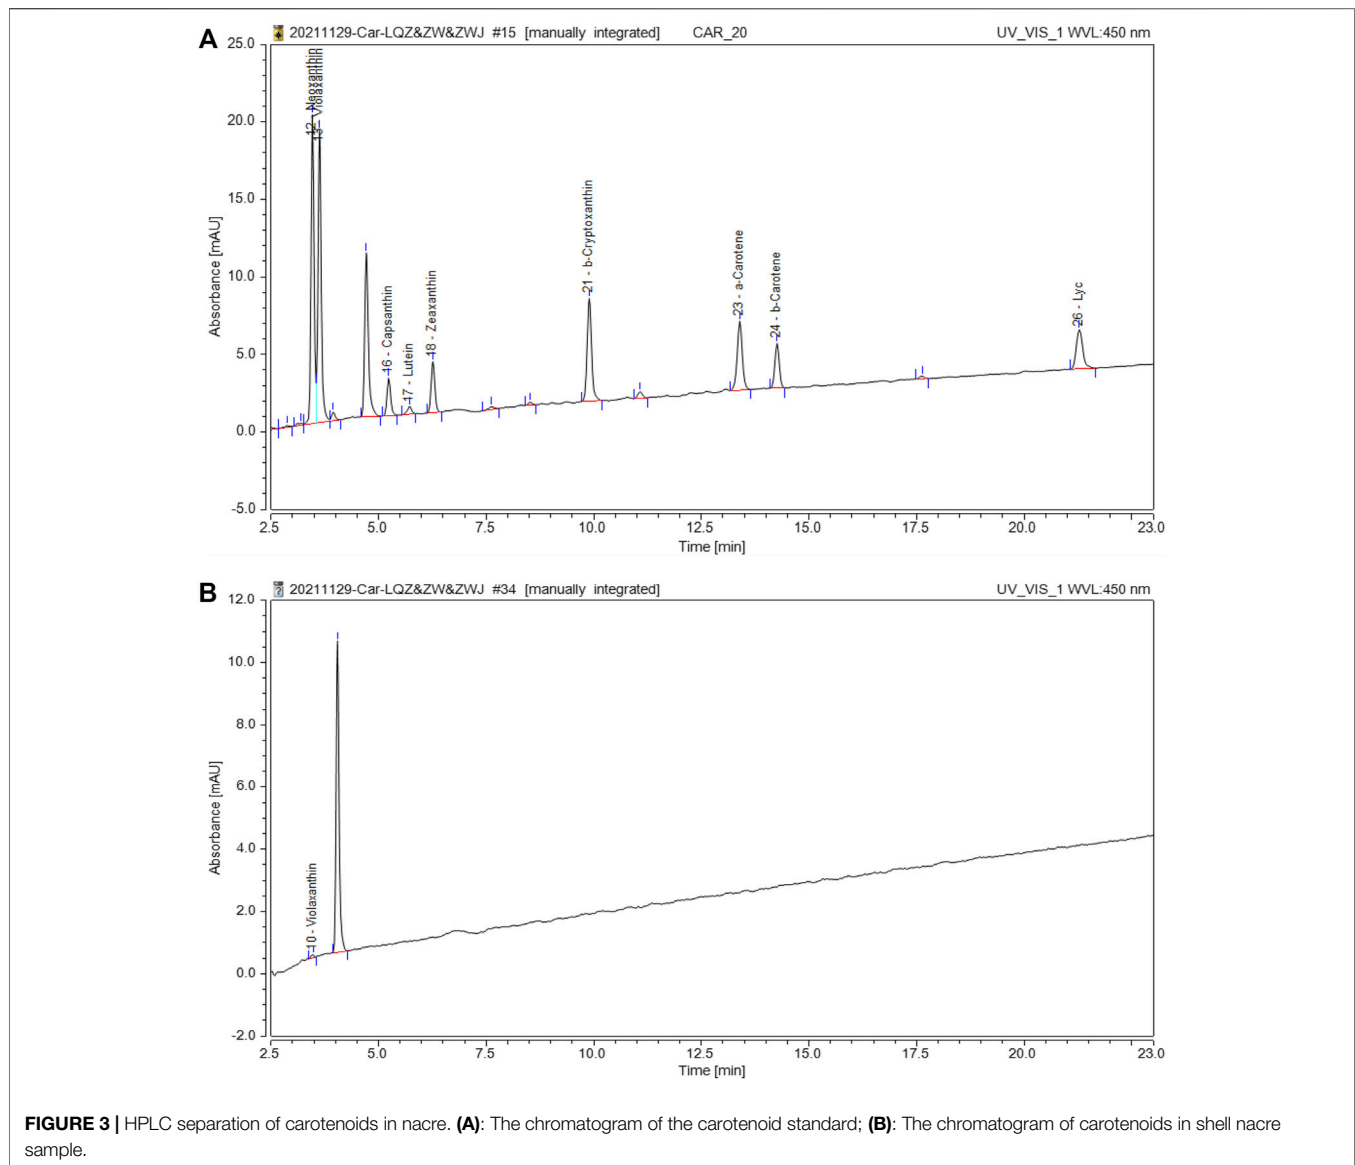 A
20211129-Car-LQZ&ZW&ZWJ #15 [manually integrated] CAR_20 UV_VIS_1 WVL:450 nm
25.0
20.0
15.0
10.0
5.0
0.0
-5.0
Absorbance [mAU]
12 - Neoxanthin
13 - Violaxanthin
16 - Capsanthin
17 - Lutein
18 - Zeaxanthin
21 - b-Cryptoxanthin
23 - a-Carotene
24 - b-Carotene
26 - Lyc
2.5 5.0 7.5 10.0 12.5 15.0 17.5 20.0 23.0
Time [min]
B
20211129-Car-LQZ&ZW&ZWJ #34 [manually integrated] UV_VIS_1 WVL:450 nm
12.0
10.0
8.0
6.0
4.0
2.0
0.0
-2.0
Absorbance [mAU]
10 - Violaxanthin
2.5 5.0 7.5 10.0 12.5 15.0 17.5 20.0 23.0
Time [min]
FIGURE 3 | HPLC separation of carotenoids in nacre. (A): The chromatogram of the carotenoid standard; (B): The chromatogram of carotenoids in shell nacre
sample.